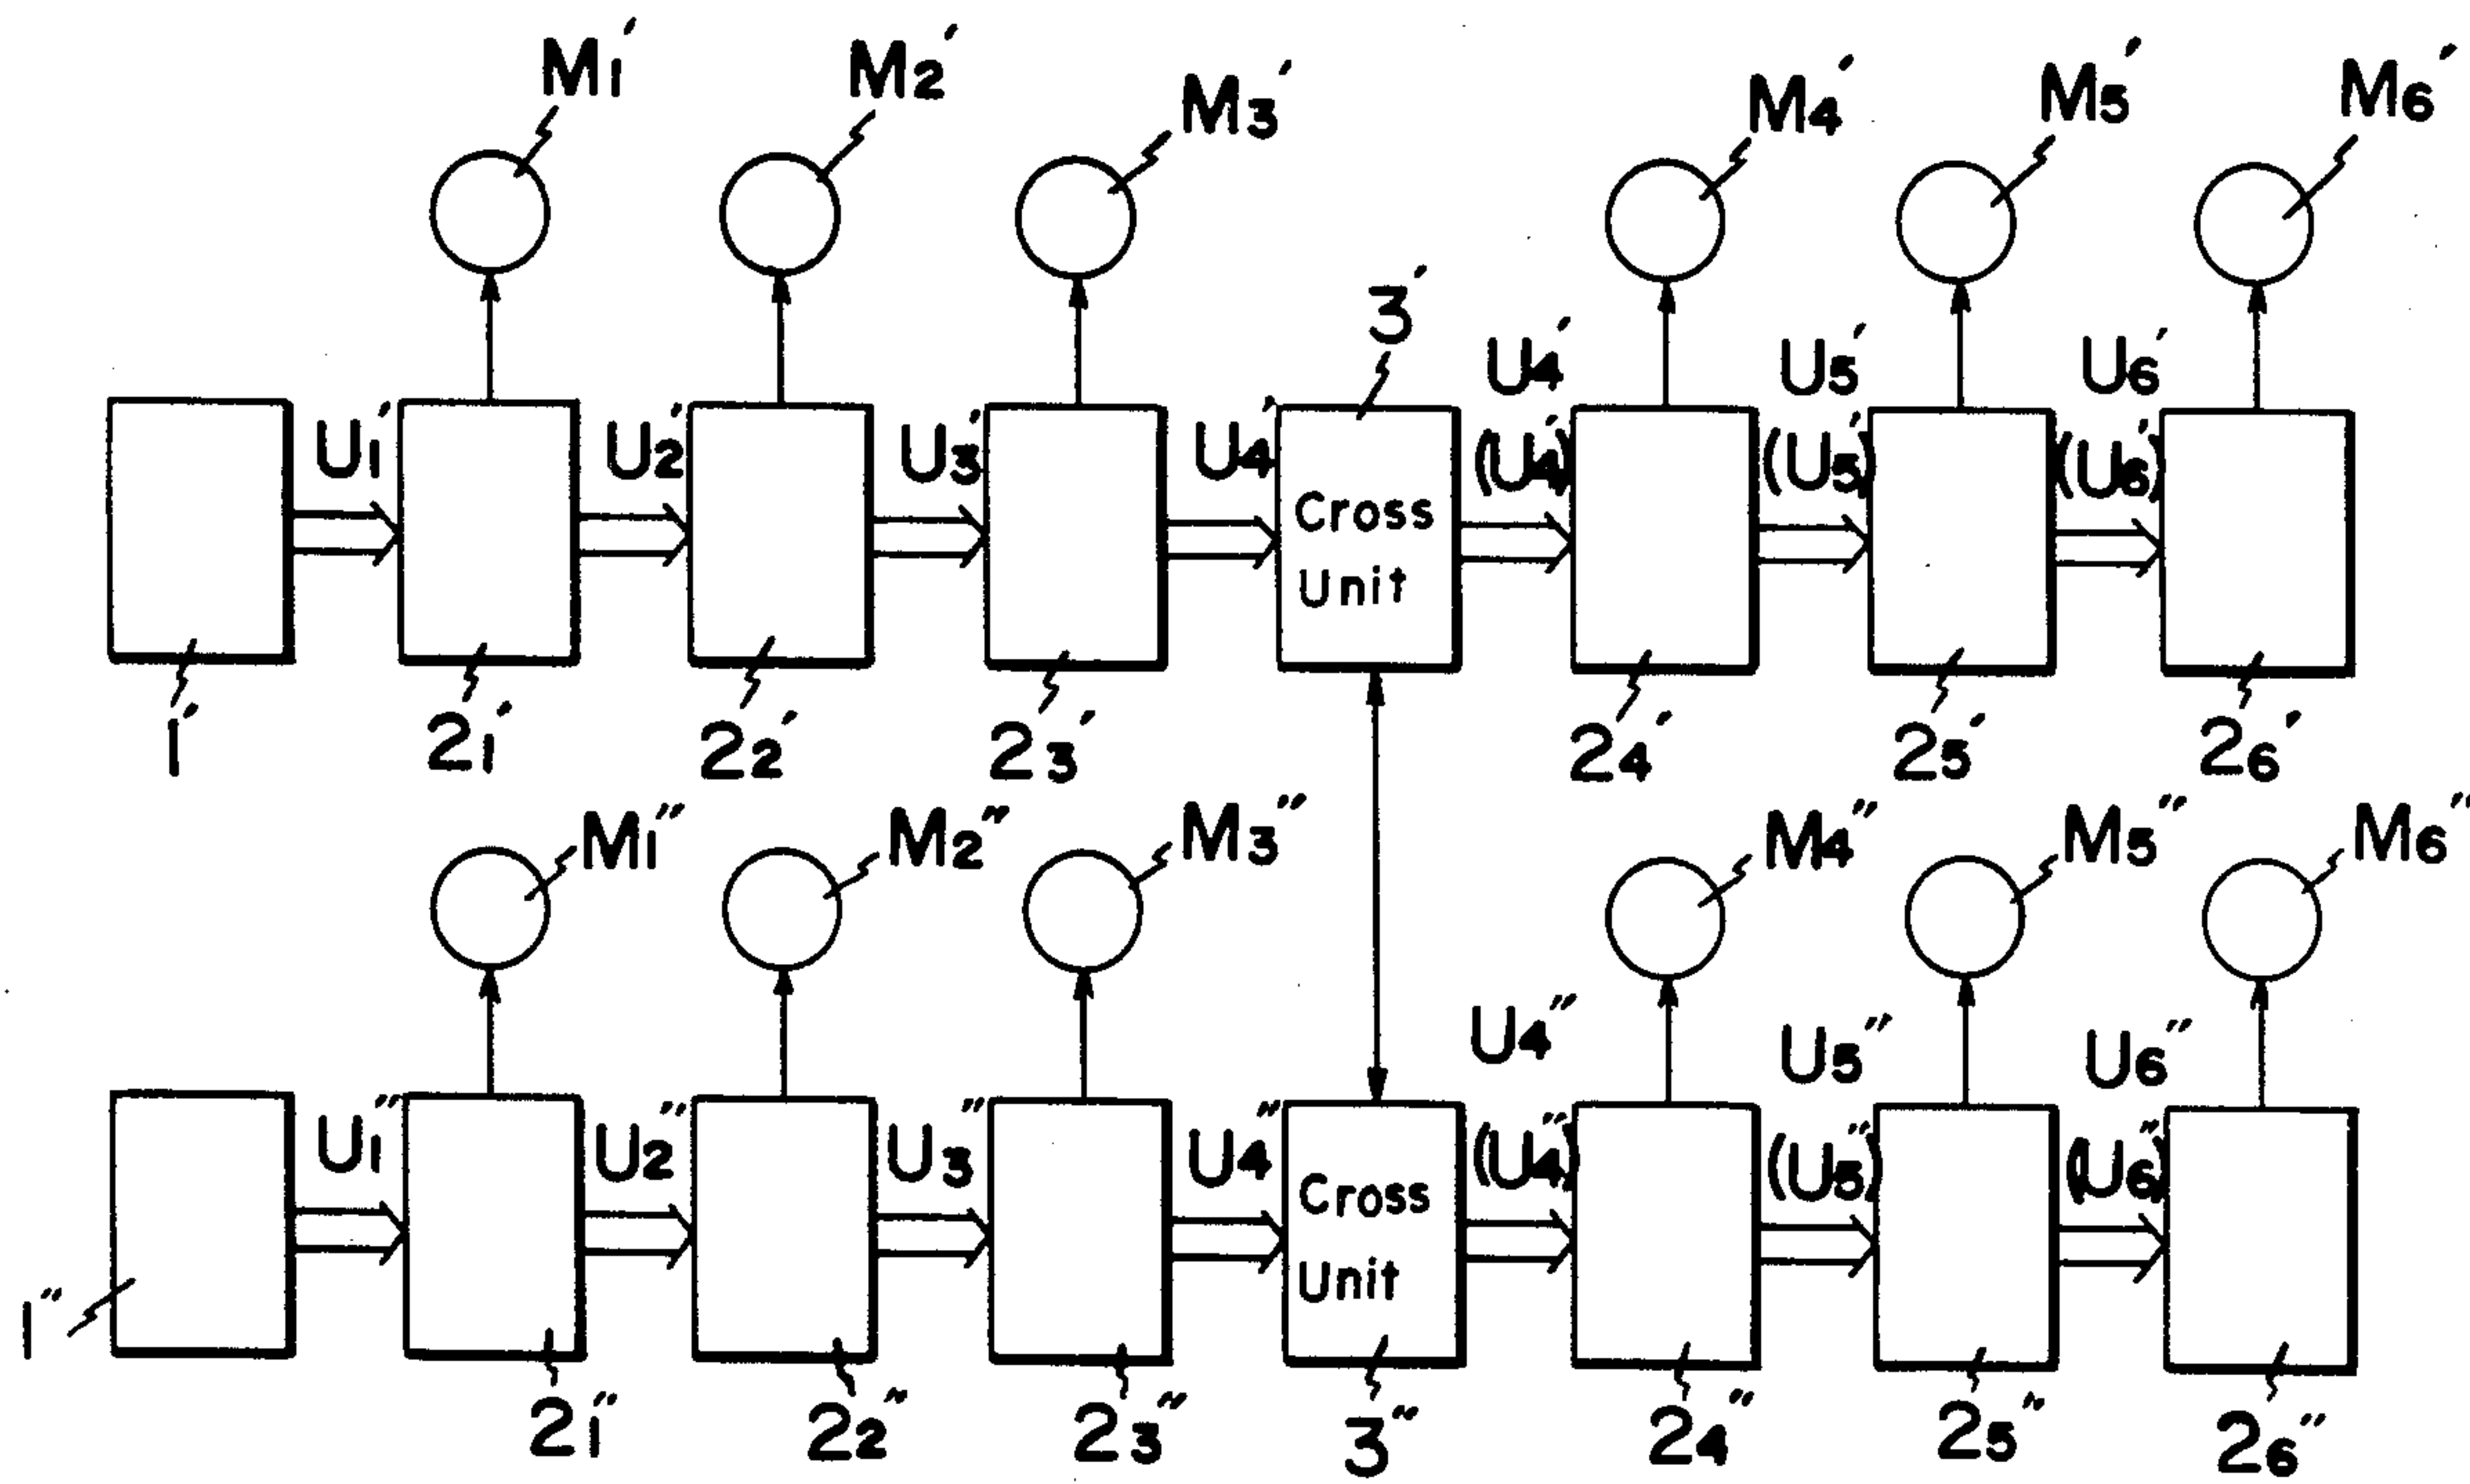 M1′ M2′ M3′ M4′ M5′ M6′
3′
U4′ U5′ U6′
U1′ U2′ U3′ U4′ (U4′) (U5′) (U6′)
Cross
Unit
1′ 21′ 22′ 23′ 24′ 25′ 26′
M1″ M2″ M3″ M4″ M5″ M6″
U4″ U5″ U6″
U1″ U2″ U3″ U4″ (U4″) (U5″) (U6″)
Cross
Unit
1″
21″ 22″ 23″ 3″ 24″ 25″ 26″